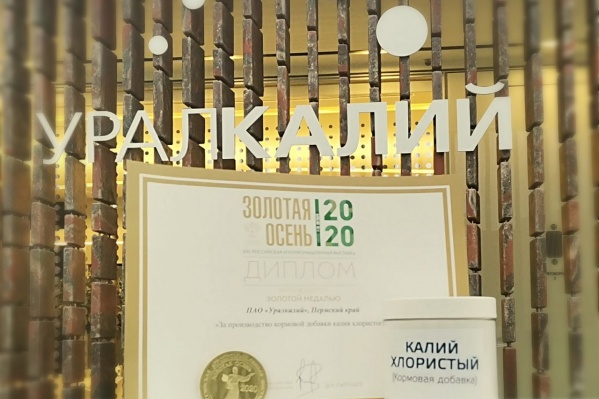 УРАЛКАЛИЙ
ЗОЛОТАЯ 20
ОСЕНЬ 20
ДИПЛОМ
ЗОЛОТОЙ МЕДАЛЬЮ
ПАО «Уралкалий», Пермский край
«За производство кормовой добавки калия хлористого»
2020
КАЛИЙ
ХЛОРИСТЫЙ
(Кормовая добавка)